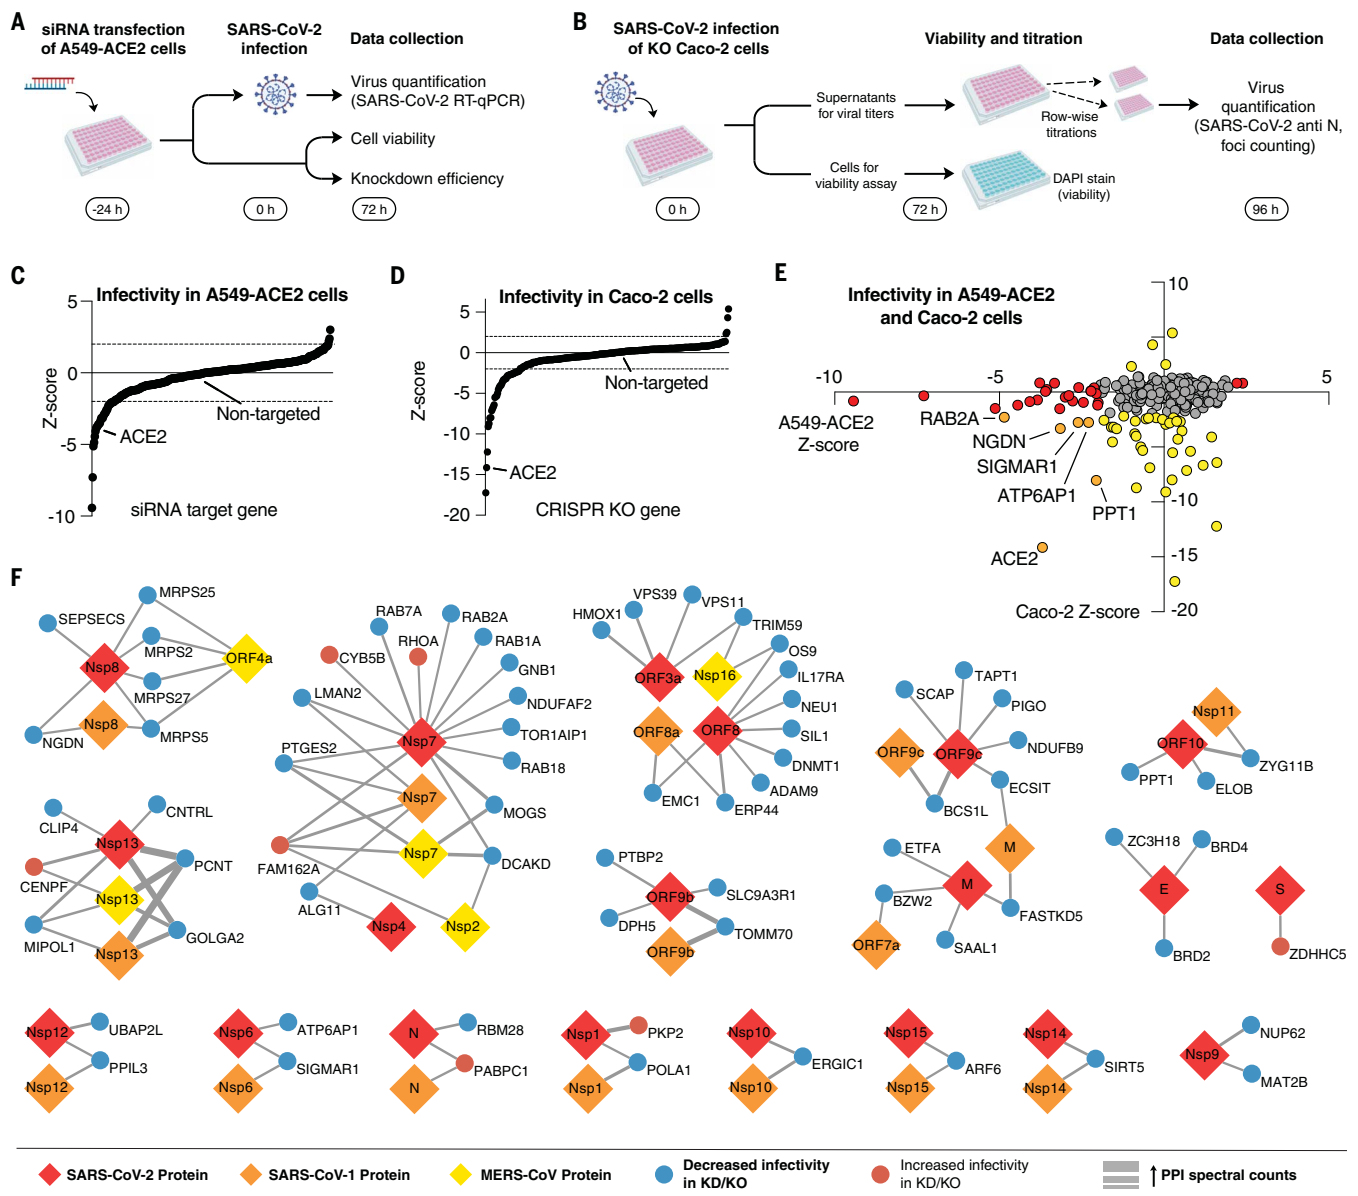 A
siRNA transfection
of A549-ACE2 cells
SARS-CoV-2
infection
Data collection
Virus quantification
(SARS-CoV-2 RT-qPCR)
Cell viability
Knockdown efficiency
-24 h
0 h
72 h
B
SARS-CoV-2 infection
of KO Caco-2 cells
Viability and titration
Data collection
Supernatants
for viral titers
Row-wise
titrations
Virus
quantification
(SARS-CoV-2 anti N,
foci counting)
Cells for
viability assay
DAPI stain
(viability)
0 h
72 h
96 h
C
Infectivity in A549-ACE2 cells
Z-score
5
0
-5
-10
Non-targeted
ACE2
siRNA target gene
D
Infectivity in Caco-2 cells
Z-score
5
0
-5
-10
-15
-20
Non-targeted
ACE2
CRISPR KO gene
E
Infectivity in A549-ACE2
and Caco-2 cells
10
-10
-5
5
A549-ACE2
Z-score
RAB2A
NGDN
SIGMAR1
ATP6AP1
PPT1
ACE2
-10
-15
-20
Caco-2 Z-score
F
SEPSECS
MRPS25
MRPS2
MRPS27
MRPS5
NGDN
Nsp8
Nsp8
ORF4a
RAB7A
RAB2A
RHOA
CYB5B
RAB1A
GNB1
LMAN2
NDUFAF2
TOR1AIP1
RAB18
PTGES2
MOGS
FAM162A
DCAKD
ALG11
Nsp7
Nsp7
Nsp7
Nsp4
Nsp2
HMOX1
VPS39
VPS11
TRIM59
OS9
IL17RA
NEU1
SIL1
DNMT1
ADAM9
ERP44
EMC1
ORF3a
Nsp16
ORF8a
ORF8
SCAP
TAPT1
PIGO
NDUFB9
ECSIT
BCS1L
ORF9c
ORF9c
Nsp11
ORF10
ZYG11B
PPT1
ELOB
CLIP4
CNTRL
PCNT
CENPF
MIPOL1
GOLGA2
Nsp13
Nsp13
Nsp13
PTBP2
SLC9A3R1
DPH5
TOMM70
ORF9b
ORF9b
ETFA
BZW2
SAAL1
FASTKD5
M
M
ORF7a
ZC3H18
BRD4
BRD2
E
S
ZDHHC5
Nsp12
UBAP2L
PPIL3
Nsp12
Nsp6
ATP6AP1
SIGMAR1
Nsp6
N
RBM28
PABPC1
N
Nsp1
PKP2
POLA1
Nsp1
Nsp10
ERGIC1
Nsp10
Nsp15
ARF6
Nsp15
Nsp14
SIRT5
Nsp14
Nsp9
NUP62
MAT2B
SARS-CoV-2 Protein
SARS-CoV-1 Protein
MERS-CoV Protein
Decreased infectivity
in KD/KO
Increased infectivity
in KD/KO
PPI spectral counts